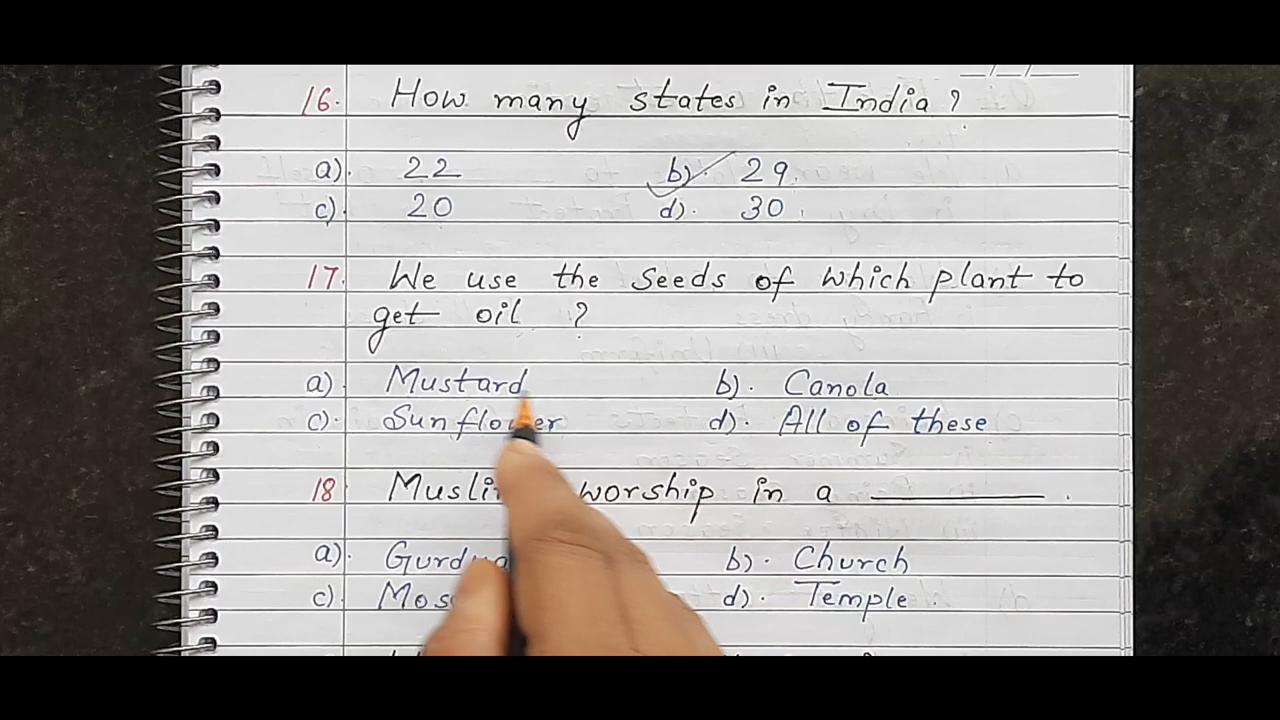 16. How many states in India ?
a). 22 b). 29.
c). 20 d). 30.
17. We use the seeds of which plant to
get oil ?
a). Mustard b). Canola
c). Sunflower d). All of these
18 worship in a ________ .
a). b). Church
c). d). Temple.